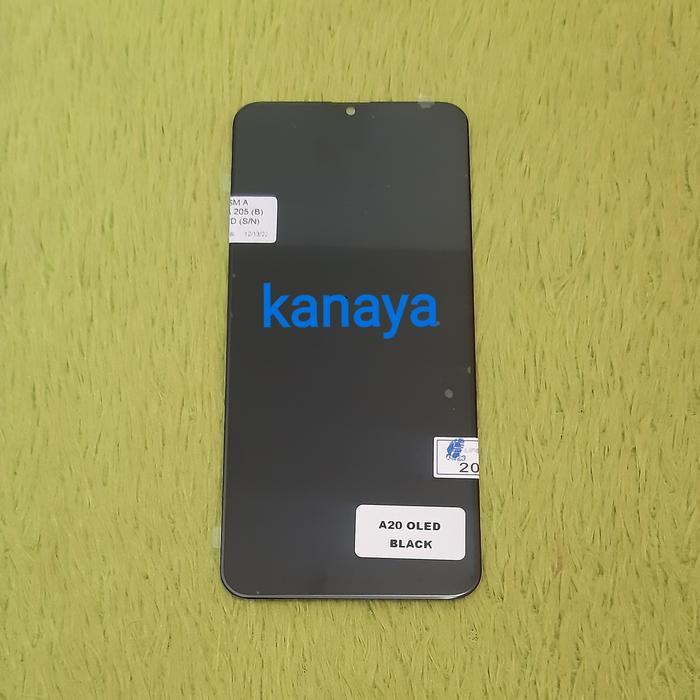 SM A
205 (B)
D (S/N)
12/13/22
kanaya
20
A20 OLED
BLACK